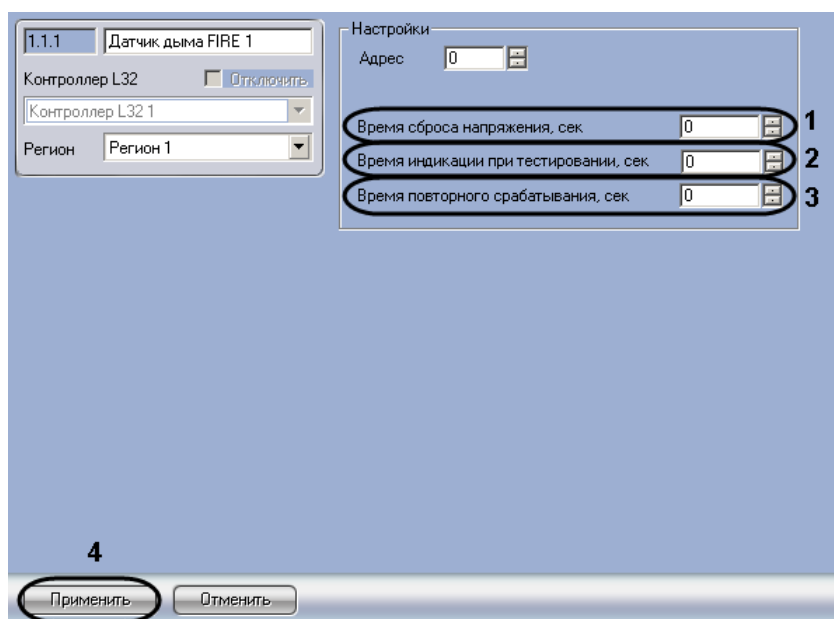 1.1.1 Датчик дыма FIRE 1
Контроллер L32 Отключить
Контроллер L32 1
Регион Регион 1
Настройки
Адрес 0
Время сброса напряжения, сек 0 1
Время индикации при тестировании, сек 0 2
Время повторного срабатывания, сек 0 3
4
Применить Отменить